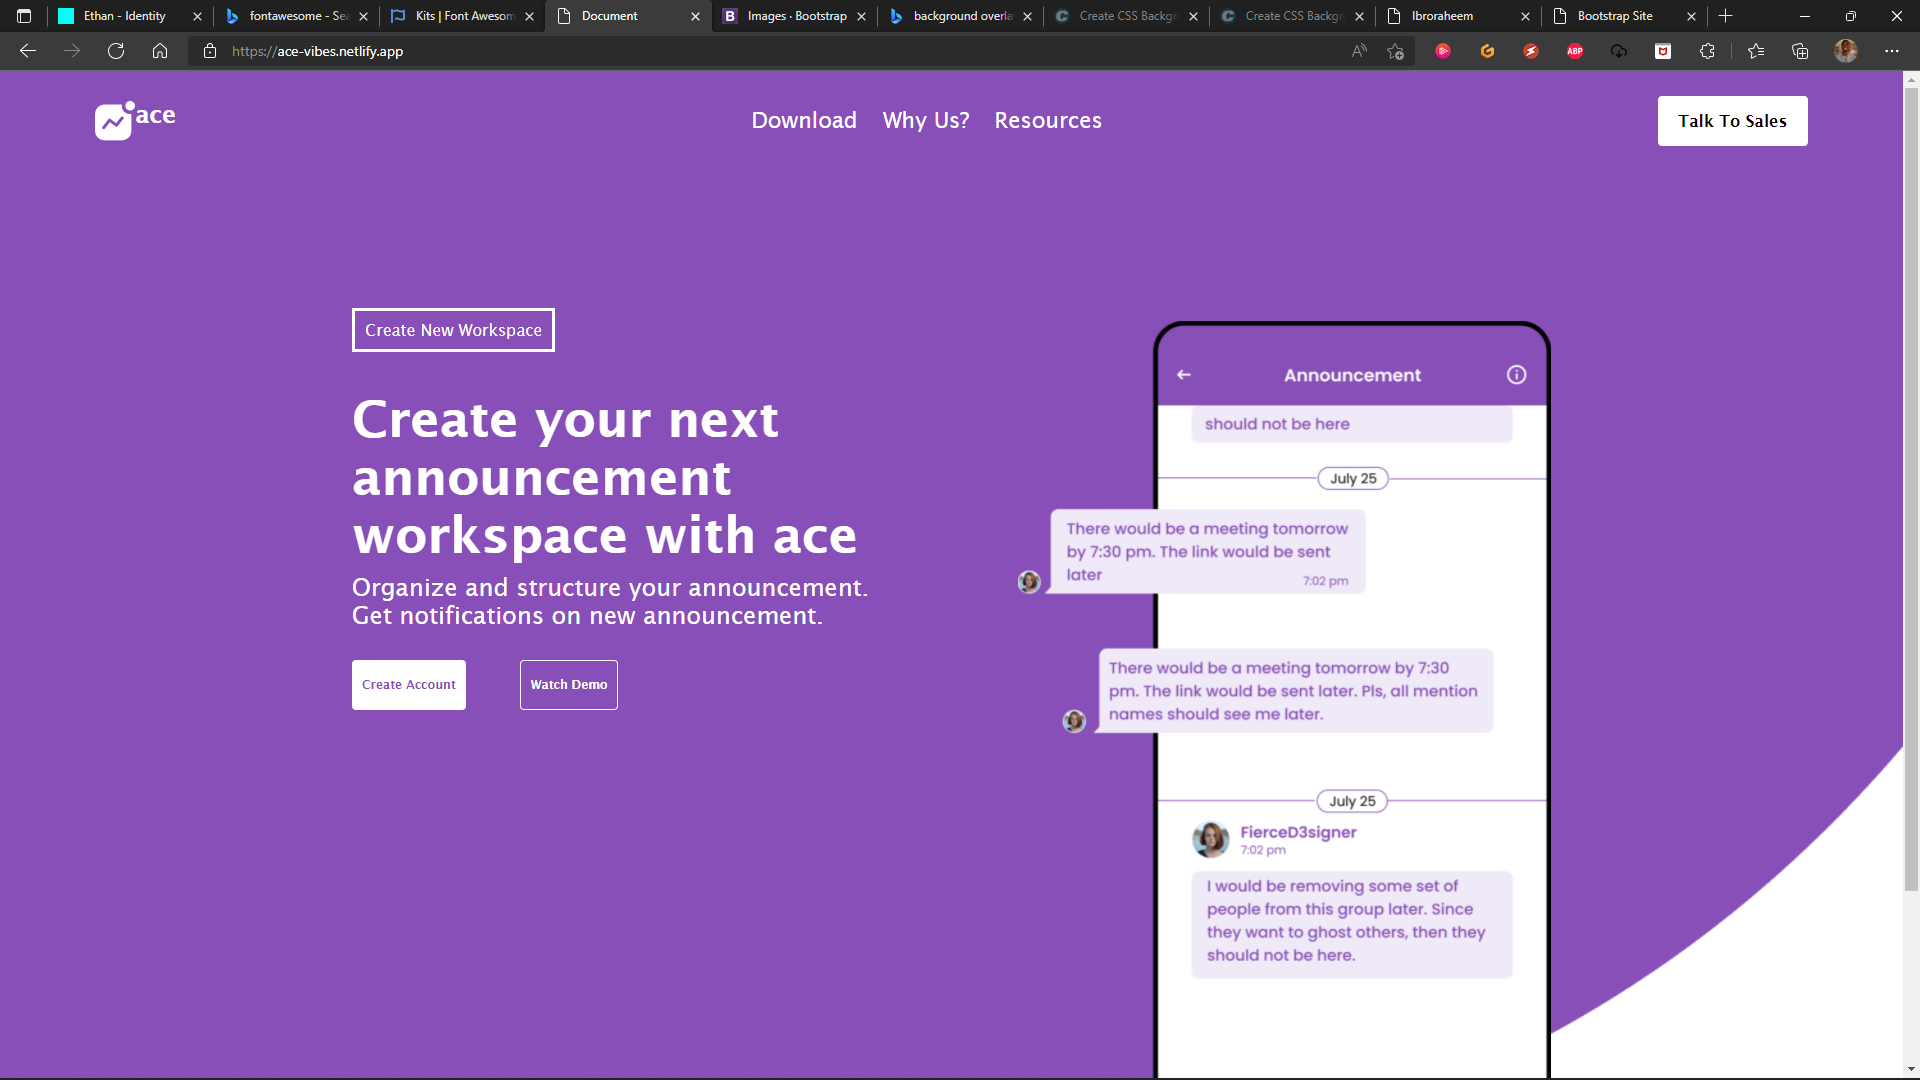 Ethan - Identity
fontawesome - Sea
Kits | Font Awesom
Document
Images · Bootstrap
background overla
Create CSS Backgr
Create CSS Backgr
Ibroraheem
Bootstrap Site
https://ace-vibes.netlify.app
ABP
ace
Download
Why Us?
Resources
Talk To Sales
Create New Workspace
Create your next
announcement
workspace with ace
Organize and structure your announcement.
Get notifications on new announcement.
Create Account
Watch Demo
Announcement
should not be here
July 25
There would be a meeting tomorrow
by 7:30 pm. The link would be sent
later
7:02 pm
There would be a meeting tomorrow by 7:30
pm. The link would be sent later. Pls, all mention
names should see me later.
July 25
FierceD3signer
7:02 pm
I would be removing some set of
people from this group later. Since
they want to ghost others, then they
should not be here.